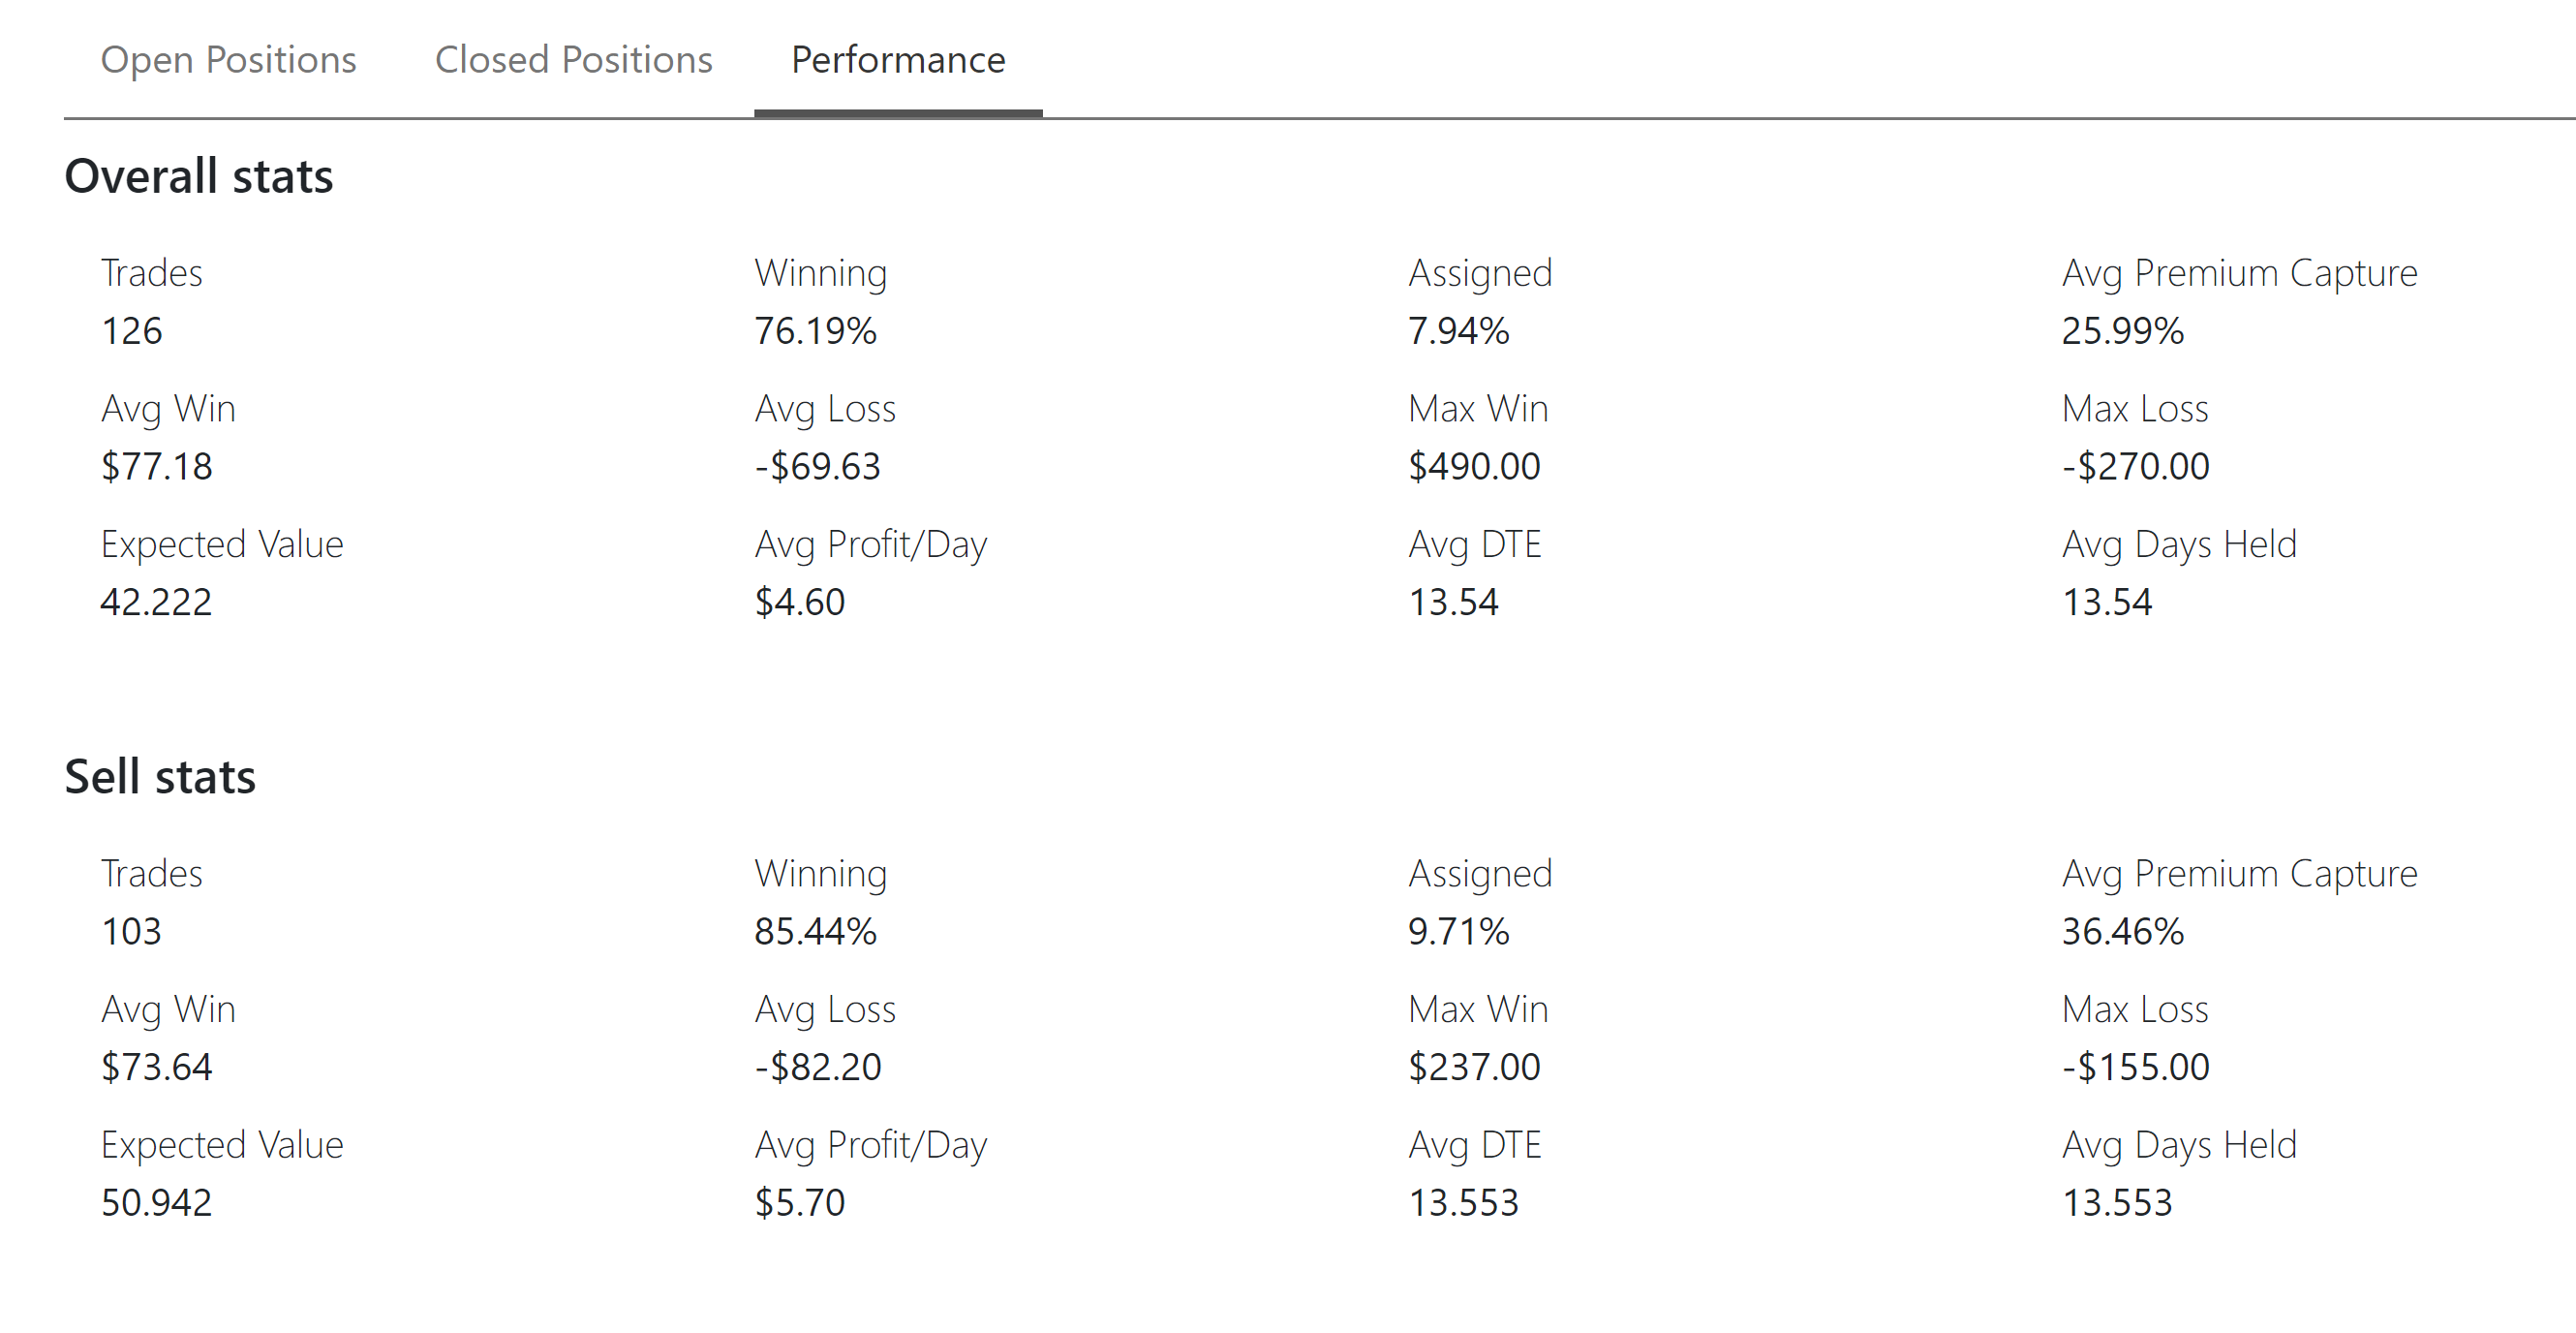 Open Positions Closed Positions Performance
Overall stats
Trades Winning Assigned Avg Premium Capture
126 76.19% 7.94% 25.99%
Avg Win Avg Loss Max Win Max Loss
$77.18 -$69.63 $490.00 -$270.00
Expected Value Avg Profit/Day Avg DTE Avg Days Held
42.222 $4.60 13.54 13.54
Sell stats
Trades Winning Assigned Avg Premium Capture
103 85.44% 9.71% 36.46%
Avg Win Avg Loss Max Win Max Loss
$73.64 -$82.20 $237.00 -$155.00
Expected Value Avg Profit/Day Avg DTE Avg Days Held
50.942 $5.70 13.553 13.553